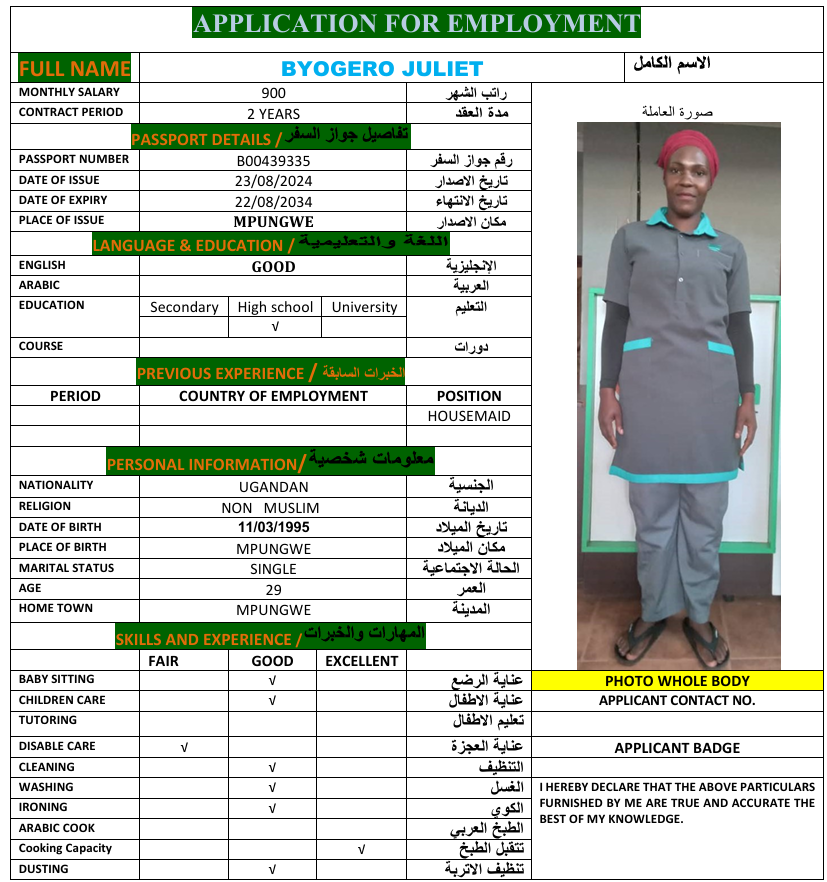 APPLICATION FOR EMPLOYMENT
FULL NAME BYOGERO JULIET الاسم الكامل
MONTHLY SALARY 900 راتب الشهر
CONTRACT PERIOD 2 YEARS مدة العقد
صورة العاملة
PASSPORT DETAILS / تفاصيل جواز السفر
PASSPORT NUMBER B00439335 رقم جواز السفر
DATE OF ISSUE 23/08/2024 تاريخ الاصدار
DATE OF EXPIRY 22/08/2034 تاريخ الانتهاء
PLACE OF ISSUE MPUNGWE مكان الاصدار
LANGUAGE & EDUCATION / اللغة والتعليمية
ENGLISH GOOD الإنجليزية
ARABIC العربية
EDUCATION Secondary High school University التعليم
√
COURSE دورات
PREVIOUS EXPERIENCE / الخبرات السابقة
PERIOD COUNTRY OF EMPLOYMENT POSITION
HOUSEMAID
PERSONAL INFORMATION/ معلومات شخصية
NATIONALITY UGANDAN الجنسية
RELIGION NON MUSLIM الديانة
DATE OF BIRTH 11/03/1995 تاريخ الميلاد
PLACE OF BIRTH MPUNGWE مكان الميلاد
MARITAL STATUS SINGLE الحالة الاجتماعية
AGE 29 العمر
HOME TOWN MPUNGWE المدينة
SKILLS AND EXPERIENCE / المهارات والخبرات
FAIR GOOD EXCELLENT
BABY SITTING √ عناية الرضع
CHILDREN CARE √ عناية الاطفال
TUTORING تعليم الاطفال
DISABLE CARE √ عناية العجزة
CLEANING √ التنظيف
WASHING √ الغسل
IRONING √ الكوي
ARABIC COOK الطبخ العربي
Cooking Capacity √ تتقبل الطبخ
DUSTING √ تنظيف الاتربة
PHOTO WHOLE BODY
APPLICANT CONTACT NO.
APPLICANT BADGE
I HEREBY DECLARE THAT THE ABOVE PARTICULARS
FURNISHED BY ME ARE TRUE AND ACCURATE THE
BEST OF MY KNOWLEDGE.